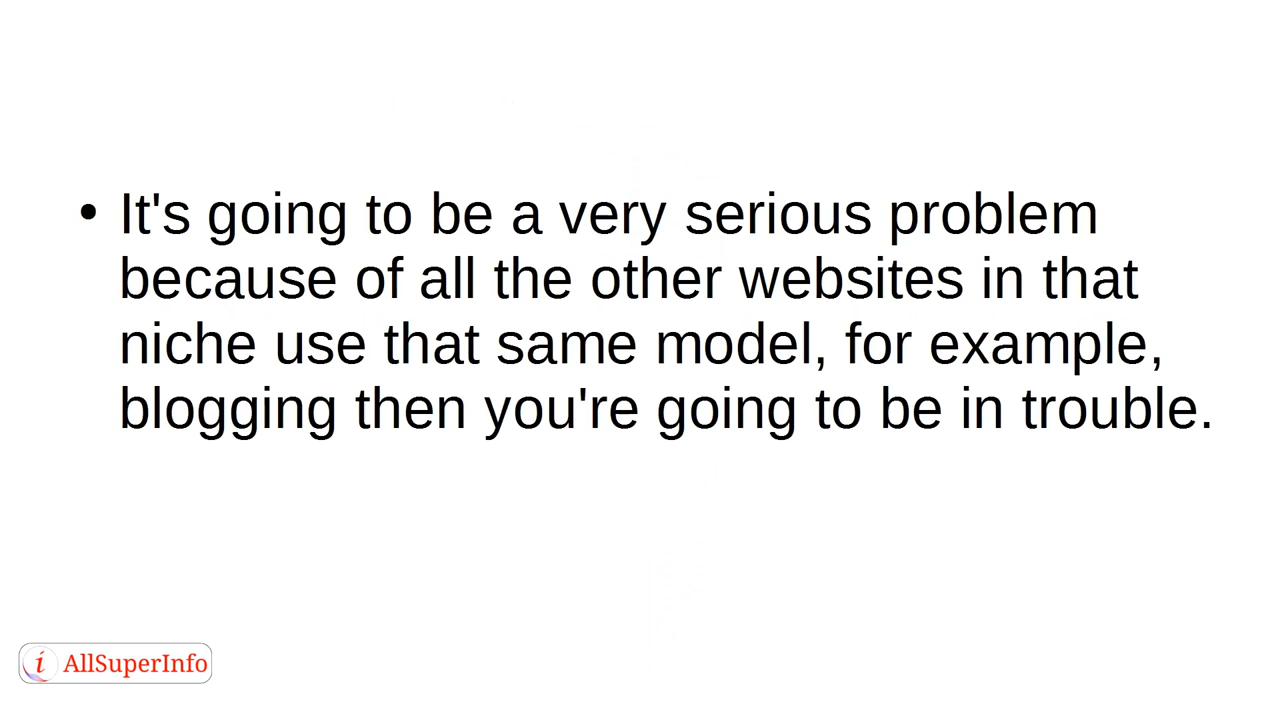 • It's going to be a very serious problem
because of all the other websites in that
niche use that same model, for example,
blogging then you're going to be in trouble.
i AllSuperInfo